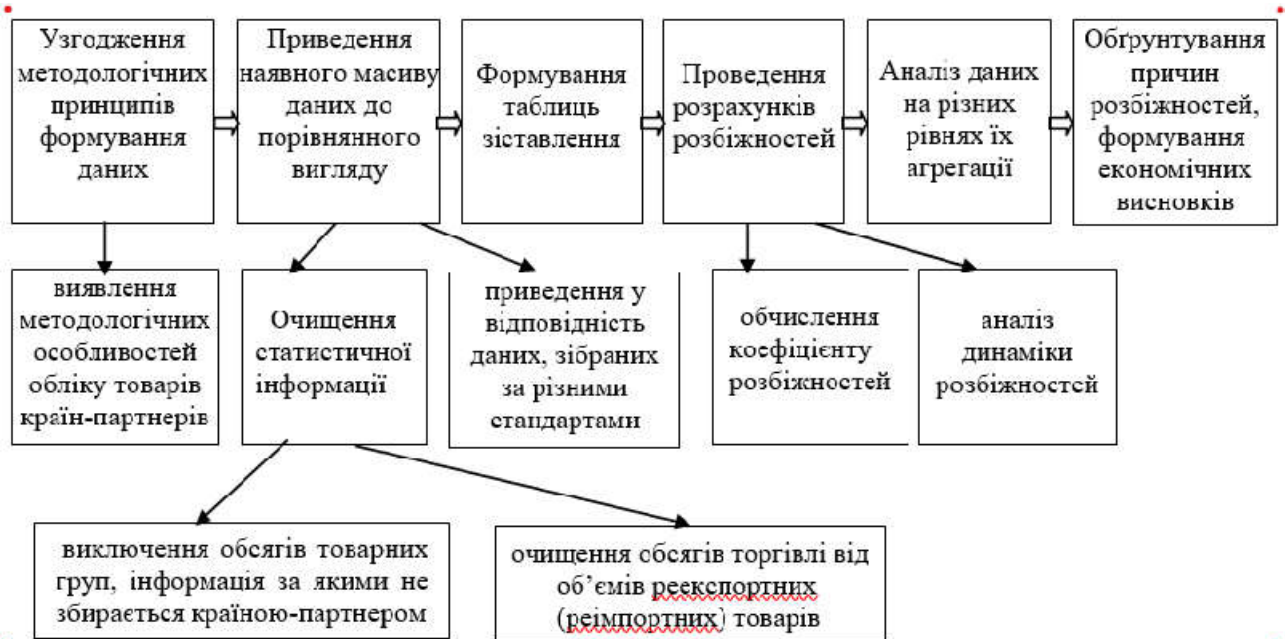 Узгодження
методологічних
принципів
формування
даних
Приведення
наявного масиву
даних до
порівнянного
вигляду
Формування
таблиць
зіставлення
Проведення
розрахунків
розбіжностей
Аналіз даних
на різних
рівнях їх
агрегації
Обґрунтування
причин
розбіжностей,
формування
економічних
висновків
виявлення
методологічних
особливостей
обліку товарів
країн-партнерів
Очищення
статистичної
інформації
приведення у
відповідність
даних, зібраних
за різними
стандартами
обчислення
коефіцієнту
розбіжностей
аналіз
динаміки
розбіжностей
виключення обсягів товарних
груп, інформація за якими не
збирається країною-партнером
очищення обсягів торгівлі від
об’ємів реекспортних
(реімпортних) товарів